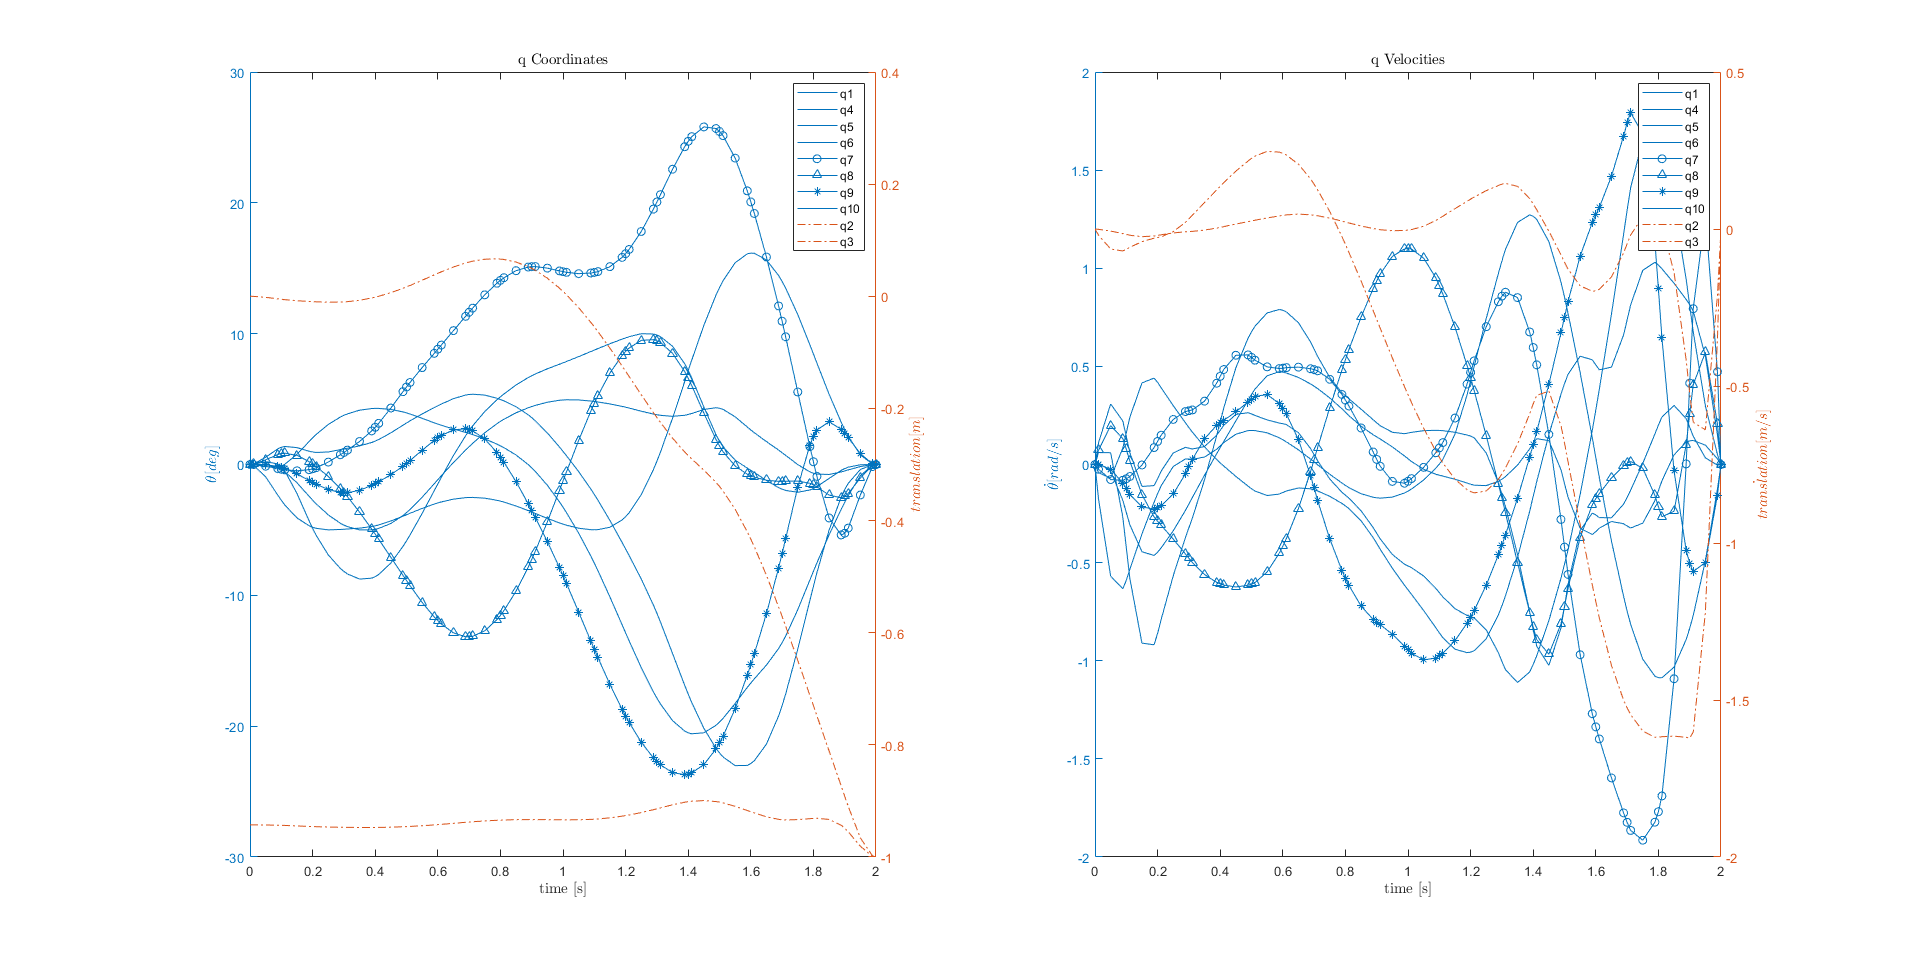 q Coordinates
30
20
10
0
-10
-20
-30
θ[deg]
0.4
0.2
0
-0.2
-0.4
-0.6
-0.8
-1
translation[m]
q1
q4
q5
q6
q7
q8
q9
q10
q2
q3
0 0.2 0.4 0.6 0.8 1 1.2 1.4 1.6 1.8 2
time [s]
q Velocities
2
1.5
1
0.5
0
-0.5
-1
-1.5
-2
θ̇[rad/s]
0.5
0
-0.5
-1
-1.5
-2
translation[m/s]
q1
q4
q5
q6
q7
q8
q9
q10
q2
q3
0 0.2 0.4 0.6 0.8 1 1.2 1.4 1.6 1.8 2
time [s]